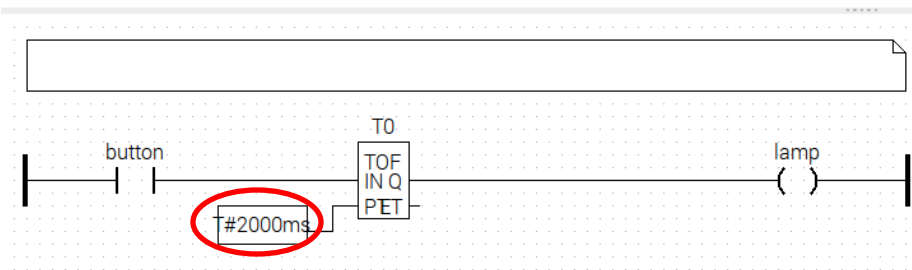 T0
button
lamp
TOF
IN Q
PT ET
T#2000ms